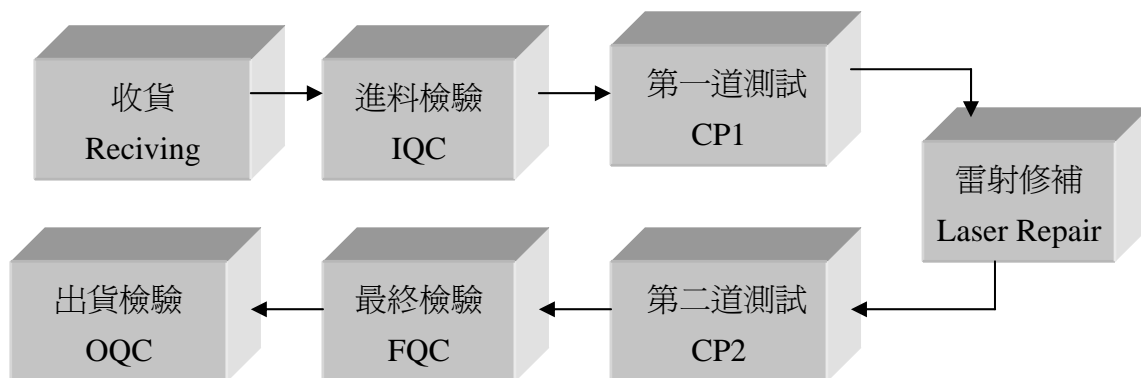 收貨
Reciving
進料檢驗
IQC
第一道測試
CP1
雷射修補
Laser Repair
第二道測試
CP2
最終檢驗
FQC
出貨檢驗
OQC